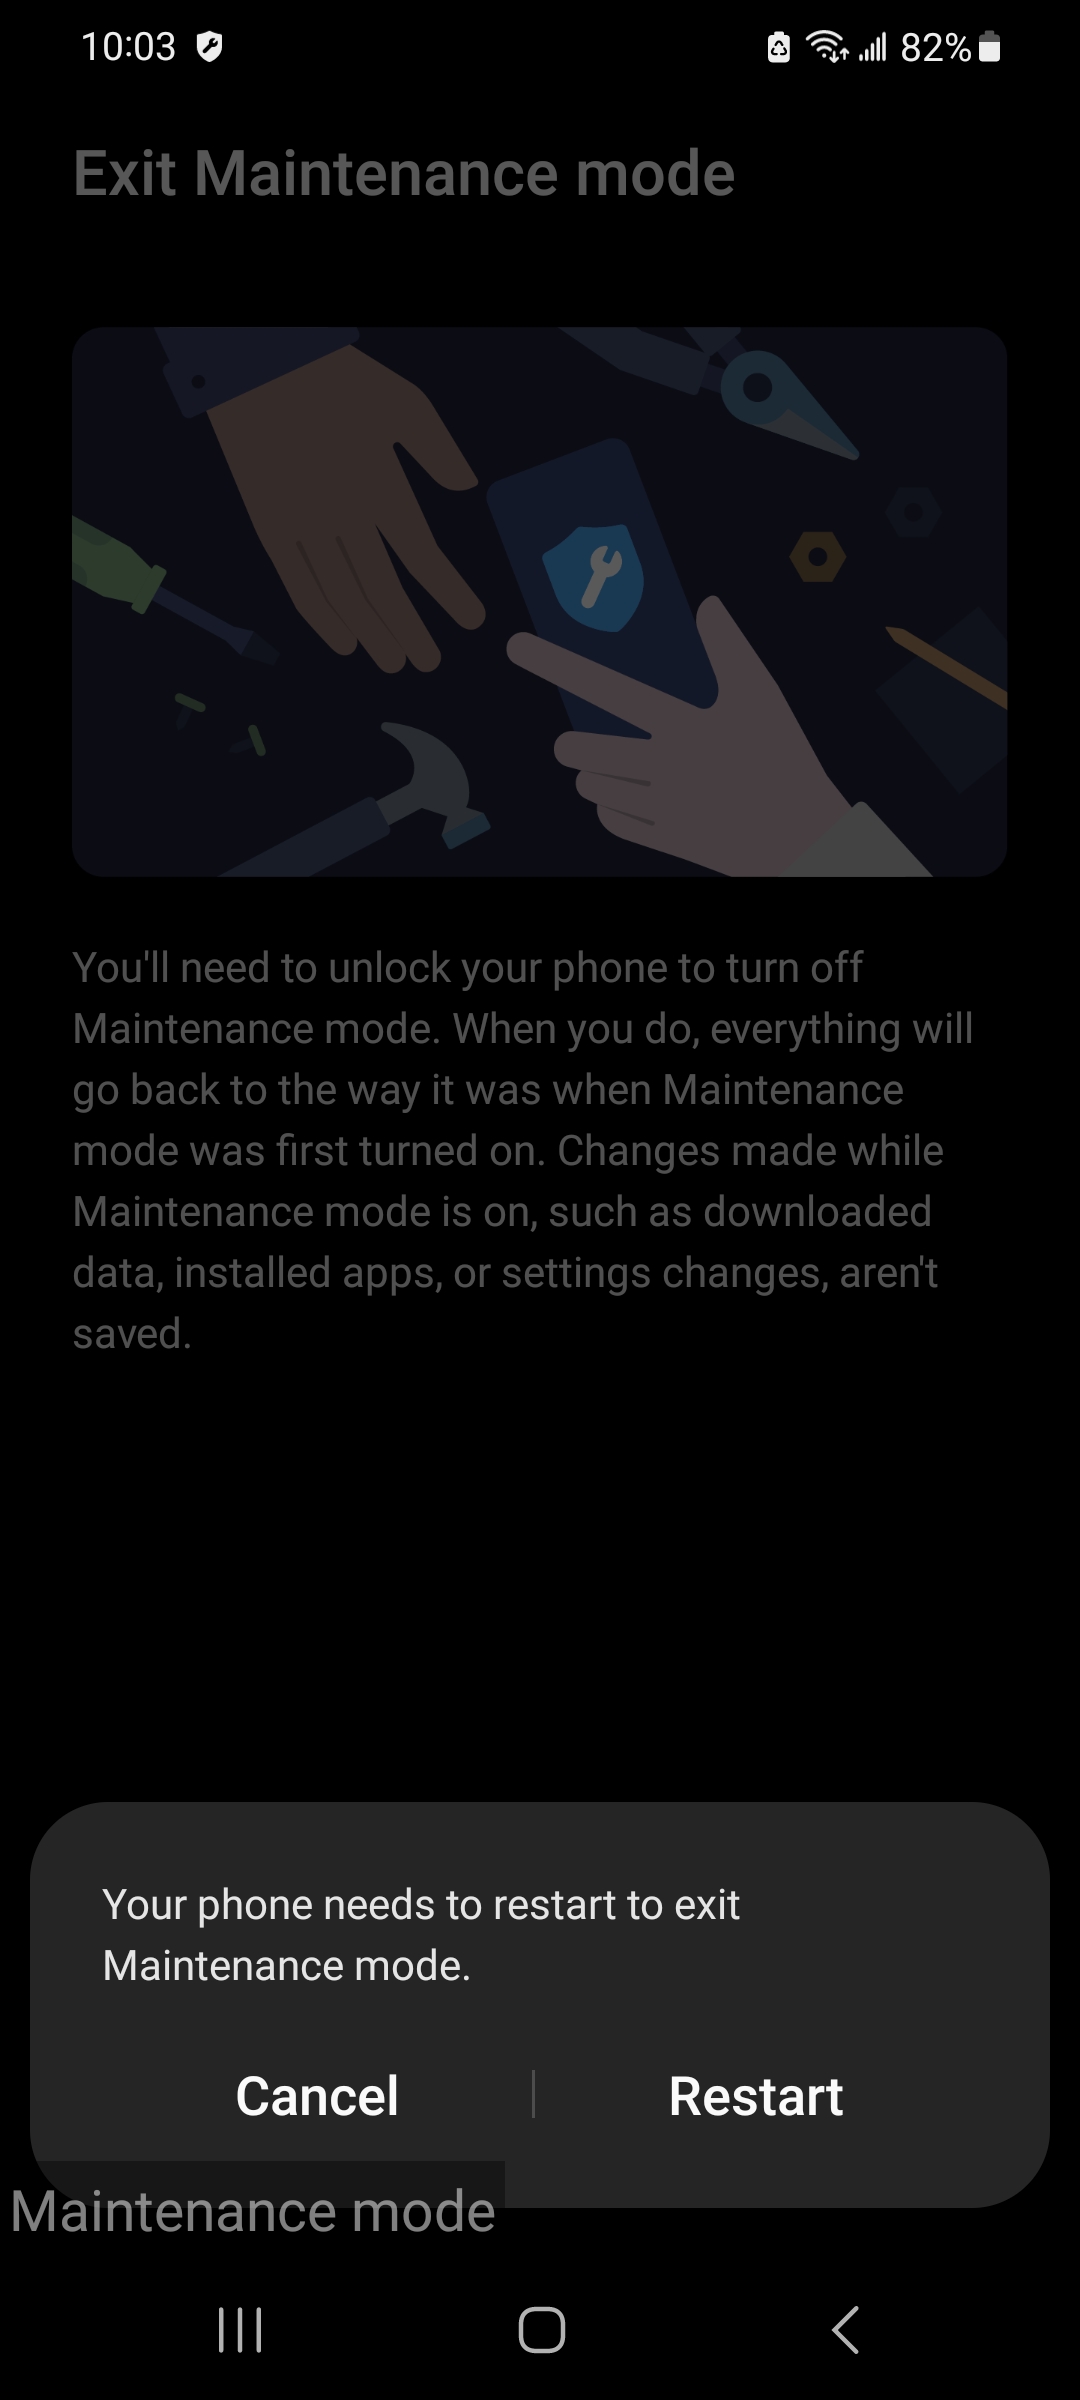 10:03
82%
Exit Maintenance mode
You'll need to unlock your phone to turn off
Maintenance mode. When you do, everything will
go back to the way it was when Maintenance
mode was first turned on. Changes made while
Maintenance mode is on, such as downloaded
data, installed apps, or settings changes, aren't
saved.
Your phone needs to restart to exit
Maintenance mode.
Cancel
Restart
Maintenance mode